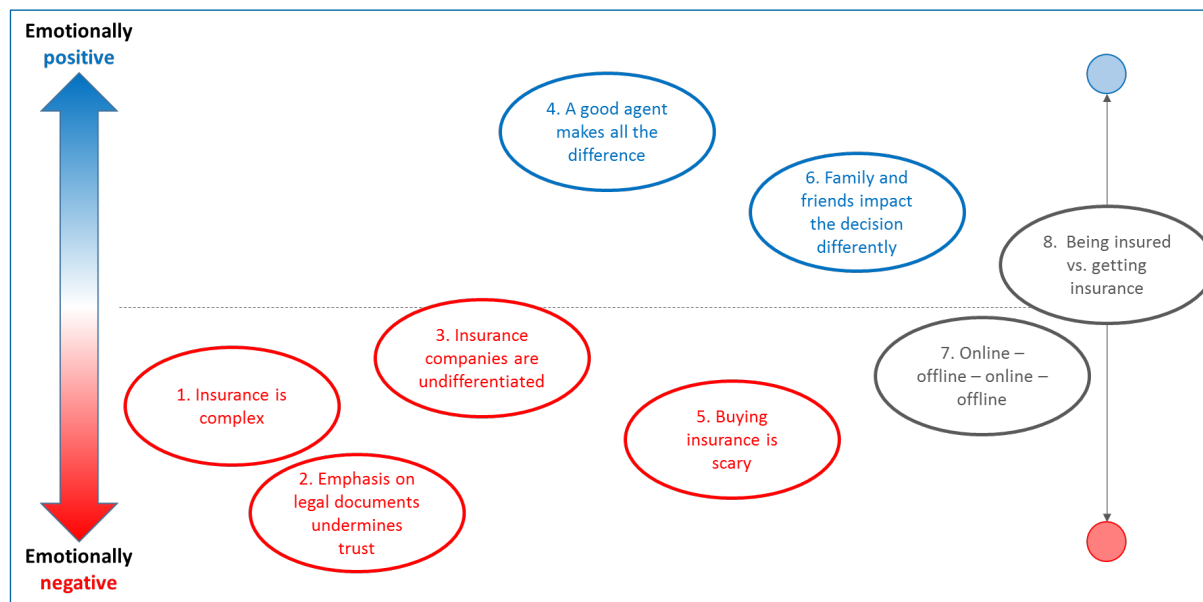 Emotionally
positive
4. A good agent
makes all the
difference
6. Family and
friends impact
the decision
differently
8. Being insured
vs. getting
insurance
3. Insurance
companies are
undifferentiated
7. Online –
offline – online –
offline
1. Insurance is
complex
5. Buying
insurance is
scary
2. Emphasis on
legal documents
undermines
trust
Emotionally
negative